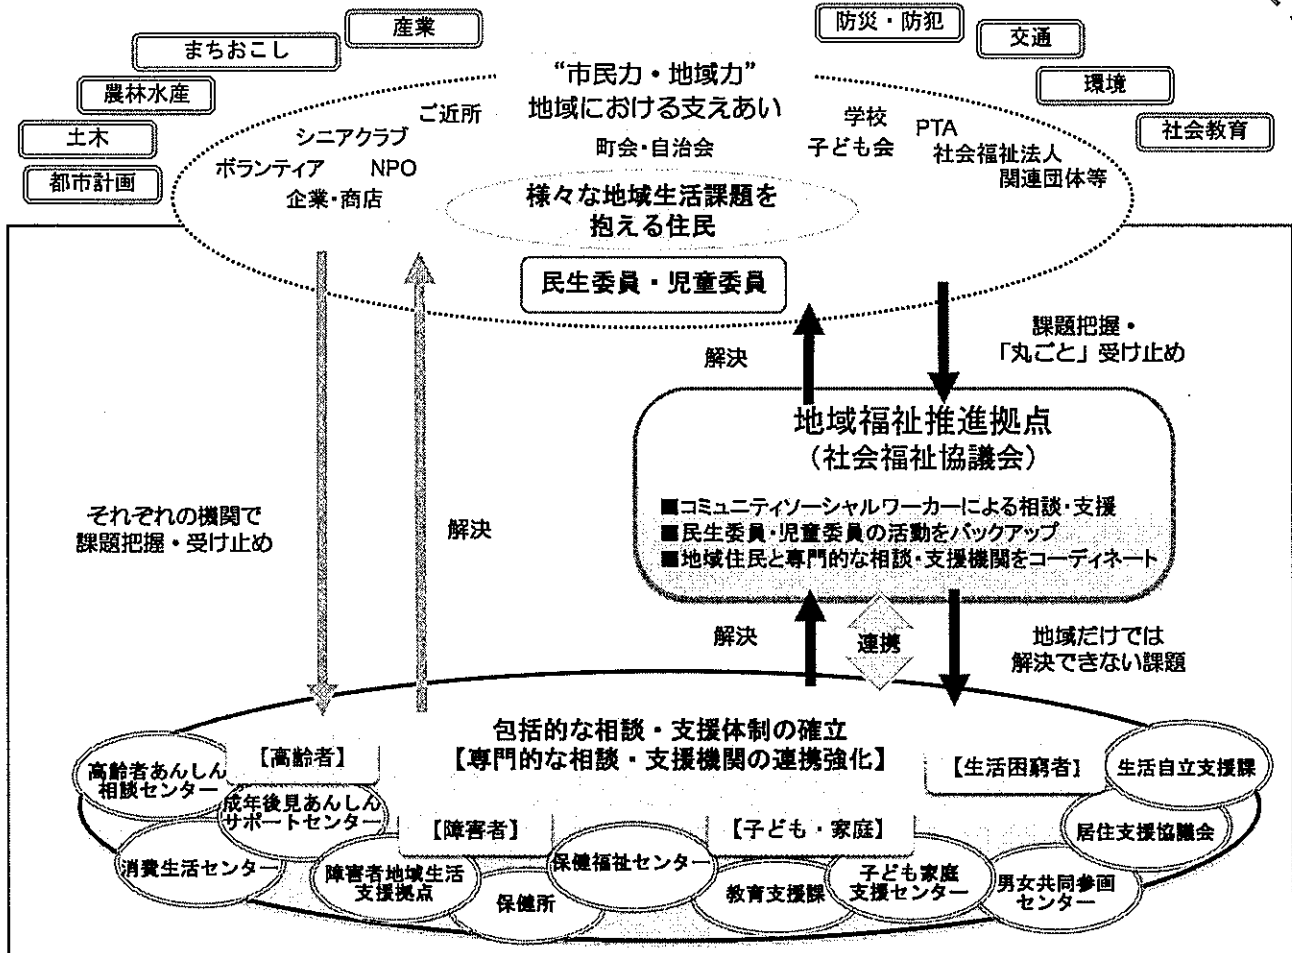 産業
まちおこし
農林水産
土木
都市計画
防災・防犯
交通
環境
社会教育
“市民力・地域力”
地域における支えあい
ご近所
シニアクラブ
ボランティア
NPO
企業・商店
町会・自治会
学校
子ども会
PTA
社会福祉法人
関連団体等
様々な地域生活課題を
抱える住民
民生委員・児童委員
解決
課題把握・
「丸ごと」受け止め
地域福祉推進拠点
（社会福祉協議会）
■コミュニティソーシャルワーカーによる相談・支援
■民生委員・児童委員の活動をバックアップ
■地域住民と専門的な相談・支援機関をコーディネート
それぞれの機関で
課題把握・受け止め
解決
解決
連携
地域だけでは
解決できない課題
包括的な相談・支援体制の確立
【専門的な相談・支援機関の連携強化】
【高齢者】
【障害者】
【子ども・家庭】
【生活困窮者】
高齢者あんしん
相談センター
成年後見あんしん
サポートセンター
消費生活センター
障害者地域生活
支援拠点
保健所
保健福祉センター
教育支援課
子ども家庭
支援センター
男女共同参画
センター
居住支援協議会
生活自立支援課